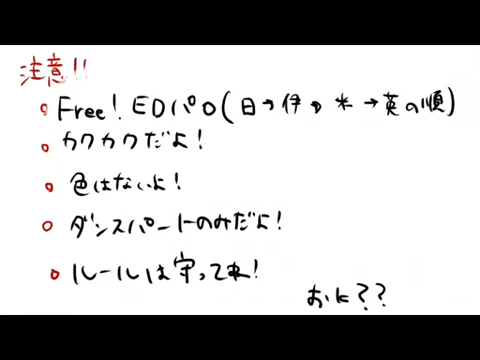 注意!!
Free! EDパロ(日→伊→米→英の順)
カクカクだよ!
色はないよ!
ダンスパートのみだよ!
ルールは守ってね!
おk??